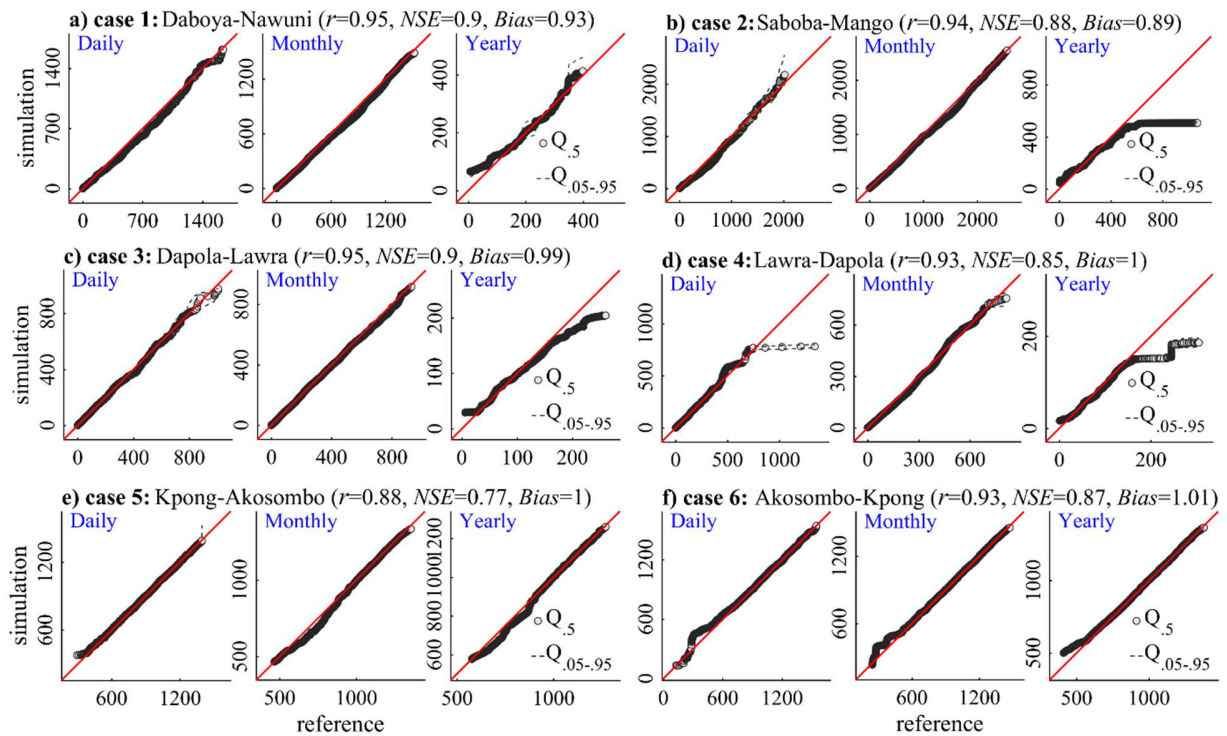 a) case 1: Daboya-Nawuni (r=0.95, NSE=0.9, Bias=0.93)
Daily
Monthly
Yearly
simulation
0 700 1400
0 700 1400
0 600 1200
0 600 1200
0 200 400
0 200 400
Q.5
Q.05-.95
b) case 2: Saboba-Mango (r=0.94, NSE=0.88, Bias=0.89)
Daily
Monthly
Yearly
0 1000 2000
0 1000 2000
0 1000 2000
0 1000 2000
0 400 800
0 400 800
Q.5
Q.05-.95
c) case 3: Dapola-Lawra (r=0.95, NSE=0.9, Bias=0.99)
Daily
Monthly
Yearly
simulation
0 400 800
0 400 800
0 400 800
0 400 800
0 100 200
0 100 200
Q.5
Q.05-.95
d) case 4: Lawra-Dapola (r=0.93, NSE=0.85, Bias=1)
Daily
Monthly
Yearly
0 500 1000
0 500 1000
0 300 600
0 300 600
0 200
0 200
Q.5
Q.05-.95
e) case 5: Kpong-Akosombo (r=0.88, NSE=0.77, Bias=1)
Daily
Monthly
Yearly
simulation
600 1200
600 1200
500 1000
500 1000
600 800 1000 1200
500 1000
Q.5
Q.05-.95
f) case 6: Akosombo-Kpong (r=0.93, NSE=0.87, Bias=1.01)
Daily
Monthly
Yearly
0 600 1200
0 600 1200
0 600 1200
400 1000
500 1000
400 1000
Q.5
Q.05-.95
reference
reference